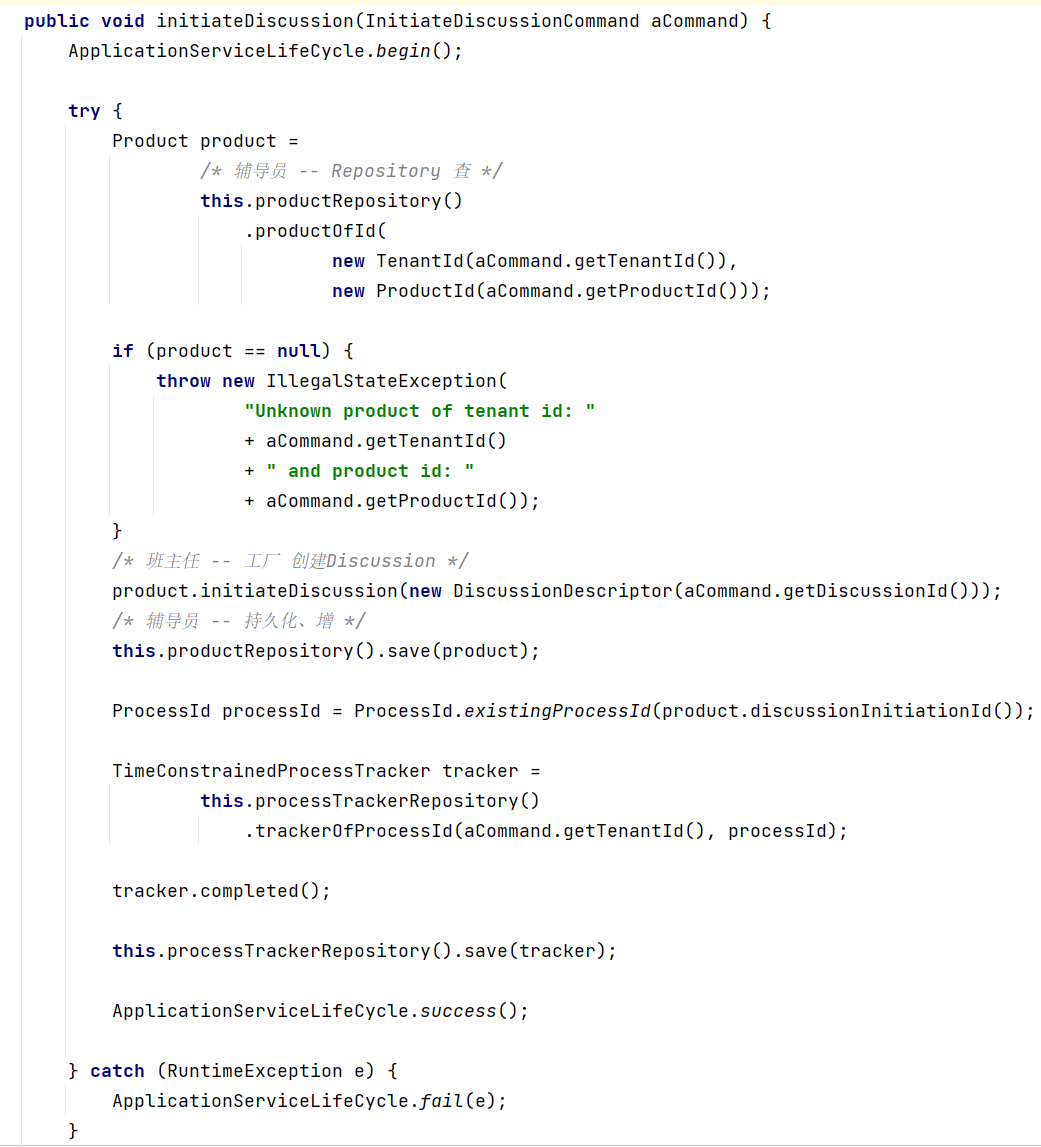 public void initiateDiscussion(InitiateDiscussionCommand aCommand) {
ApplicationServiceLifeCycle.begin();
try {
Product product =
/* 辅导员 -- Repository 查 */
this.productRepository()
.productOfId(
new TenantId(aCommand.getTenantId()),
new ProductId(aCommand.getProductId()));
if (product == null) {
throw new IllegalStateException(
"Unknown product of tenant id: "
+ aCommand.getTenantId()
+ " and product id: "
+ aCommand.getProductId());
}
/* 班主任 -- 工厂 创建Discussion */
product.initiateDiscussion(new DiscussionDescriptor(aCommand.getDiscussionId()));
/* 辅导员 -- 持久化、增 */
this.productRepository().save(product);
ProcessId processId = ProcessId.existingProcessId(product.discussionInitiationId());
TimeConstrainedProcessTracker tracker =
this.processTrackerRepository()
.trackerOfProcessId(aCommand.getTenantId(), processId);
tracker.completed();
this.processTrackerRepository().save(tracker);
ApplicationServiceLifeCycle.success();
} catch (RuntimeException e) {
ApplicationServiceLifeCycle.fail(e);
}